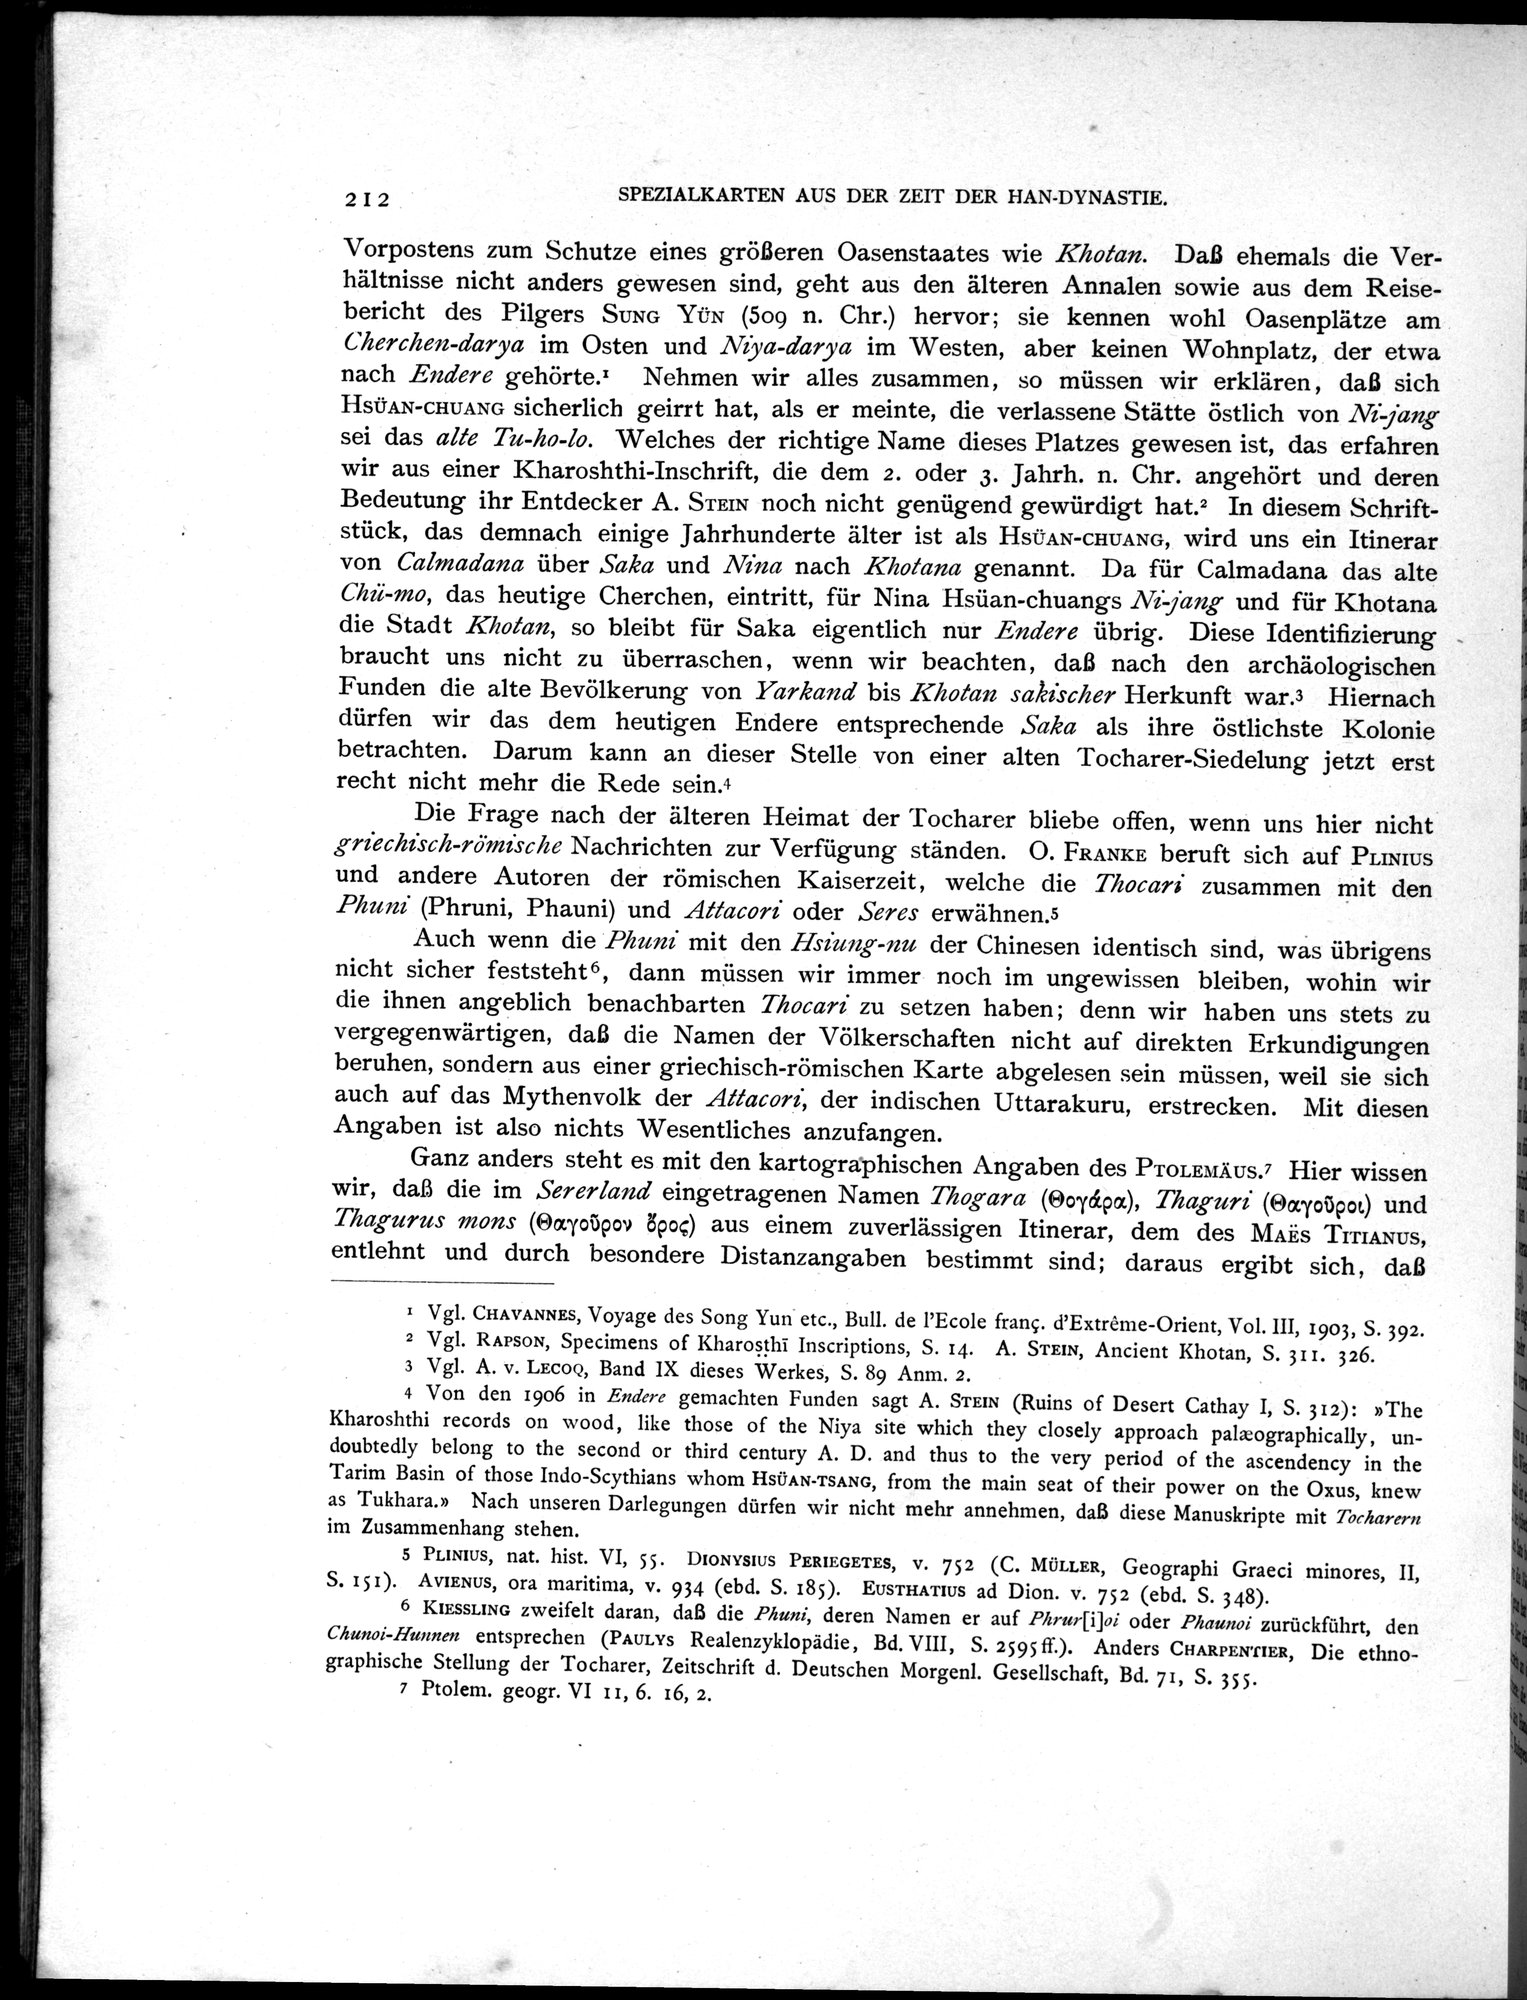 212 SPEZIALKARTEN AUS DER ZEIT DER HAN-DYNASTIE.
Vorpostens zum Schutze eines größeren Oasenstaates wie Khotan. Daß ehemals die Ver-
hältnisse nicht anders gewesen sind, geht aus den älteren Annalen sowie aus dem Reise-
bericht des Pilgers SUNG YÜN (509 n. Chr.) hervor; sie kennen wohl Oasenplätze am
Cherchen-darya im Osten und Niya-darya im Westen, aber keinen Wohnplatz, der etwa
nach Endere gehörte.¹ Nehmen wir alles zusammen, so müssen wir erklären, daß sich
HSÜAN-CHUANG sicherlich geirrt hat, als er meinte, die verlassene Stätte östlich von Ni-jang
sei das alte Tu-ho-lo. Welches der richtige Name dieses Platzes gewesen ist, das erfahren
wir aus einer Kharoshthi-Inschrift, die dem 2. oder 3. Jahrh. n. Chr. angehört und deren
Bedeutung ihr Entdecker A. STEIN noch nicht genügend gewürdigt hat.² In diesem Schrift-
stück, das demnach einige Jahrhunderte älter ist als HSÜAN-CHUANG, wird uns ein Itinerar
von Calmadana über Saka und Nina nach Khotana genannt. Da für Calmadana das alte
Chü-mo, das heutige Cherchen, eintritt, für Nina Hsüan-chuangs Ni-jang und für Khotana
die Stadt Khotan, so bleibt für Saka eigentlich nur Endere übrig. Diese Identifizierung
braucht uns nicht zu überraschen, wenn wir beachten, daß nach den archäologischen
Funden die alte Bevölkerung von Yarkand bis Khotan sakischer Herkunft war.³ Hiernach
dürfen wir das dem heutigen Endere entsprechende Saka als ihre östlichste Kolonie
betrachten. Darum kann an dieser Stelle von einer alten Tocharer-Siedelung jetzt erst
recht nicht mehr die Rede sein.⁴
Die Frage nach der älteren Heimat der Tocharer bliebe offen, wenn uns hier nicht
griechisch-römische Nachrichten zur Verfügung ständen. O. FRANKE beruft sich auf PLINIUS
und andere Autoren der römischen Kaiserzeit, welche die Thocari zusammen mit den
Phuni (Phruni, Phauni) und Attacori oder Seres erwähnen.⁵
Auch wenn die Phuni mit den Hsiung-nu der Chinesen identisch sind, was übrigens
nicht sicher feststeht⁶, dann müssen wir immer noch im ungewissen bleiben, wohin wir
die ihnen angeblich benachbarten Thocari zu setzen haben; denn wir haben uns stets zu
vergegenwärtigen, daß die Namen der Völkerschaften nicht auf direkten Erkundigungen
beruhen, sondern aus einer griechisch-römischen Karte abgelesen sein müssen, weil sie sich
auch auf das Mythenvolk der Attacori, der indischen Uttarakuru, erstrecken. Mit diesen
Angaben ist also nichts Wesentliches anzufangen.
Ganz anders steht es mit den kartographischen Angaben des PTOLEMÄUS.⁷ Hier wissen
wir, daß die im Sererland eingetragenen Namen Thogara (Θογάρα), Thaguri (Θαγοῦροι) und
Thagurus mons (Θαγοῦρον ὄρος) aus einem zuverlässigen Itinerar, dem des MAËS TITIANUS,
entlehnt und durch besondere Distanzangaben bestimmt sind; daraus ergibt sich, daß
¹ Vgl. CHAVANNES, Voyage des Song Yun etc., Bull. de l'Ecole franç. d'Extrême-Orient, Vol. III, 1903, S. 392.
² Vgl. RAPSON, Specimens of Kharoṣṭhī Inscriptions, S. 14. A. STEIN, Ancient Khotan, S. 311. 326.
³ Vgl. A. v. LECOQ, Band IX dieses Werkes, S. 89 Anm. 2.
⁴ Von den 1906 in Endere gemachten Funden sagt A. STEIN (Ruins of Desert Cathay I, S. 312): »The
Kharoshthi records on wood, like those of the Niya site which they closely approach palæographically, un-
doubtedly belong to the second or third century A. D. and thus to the very period of the ascendency in the
Tarim Basin of those Indo-Scythians whom HSÜAN-TSANG, from the main seat of their power on the Oxus, knew
as Tukhara.» Nach unseren Darlegungen dürfen wir nicht mehr annehmen, daß diese Manuskripte mit Tocharern
im Zusammenhang stehen.
⁵ PLINIUS, nat. hist. VI, 55. DIONYSIUS PERIEGETES, v. 752 (C. MÜLLER, Geographi Graeci minores, II,
S. 151). AVIENUS, ora maritima, v. 934 (ebd. S. 185). EUSTHATIUS ad Dion. v. 752 (ebd. S. 348).
⁶ KIESSLING zweifelt daran, daß die Phuni, deren Namen er auf Phrur[i]oi oder Phaunoi zurückführt, den
Chunoi-Hunnen entsprechen (PAULYS Realenzyklopädie, Bd. VIII, S. 2595 ff.). Anders CHARPENTIER, Die ethno-
graphische Stellung der Tocharer, Zeitschrift d. Deutschen Morgenl. Gesellschaft, Bd. 71, S. 355.
⁷ Ptolem. geogr. VI 11, 6. 16, 2.